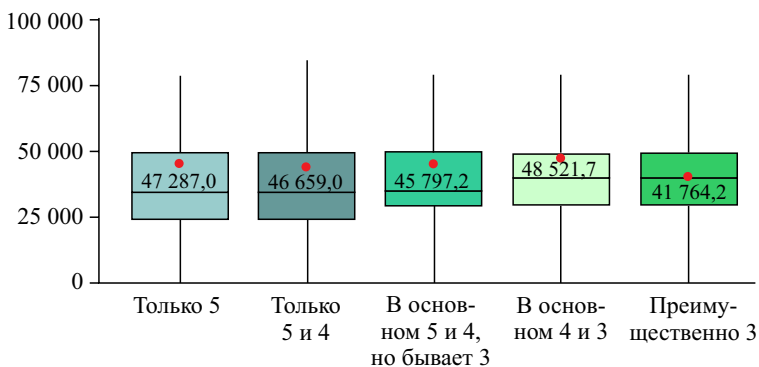 100 000
75 000
50 000
25 000
0
47 287,0
46 659,0
45 797,2
48 521,7
41 764,2
Только 5
Только
5 и 4
В основ-
ном 5 и 4,
но бывает 3
В основ-
ном 4 и 3
Преиму-
щественно 3